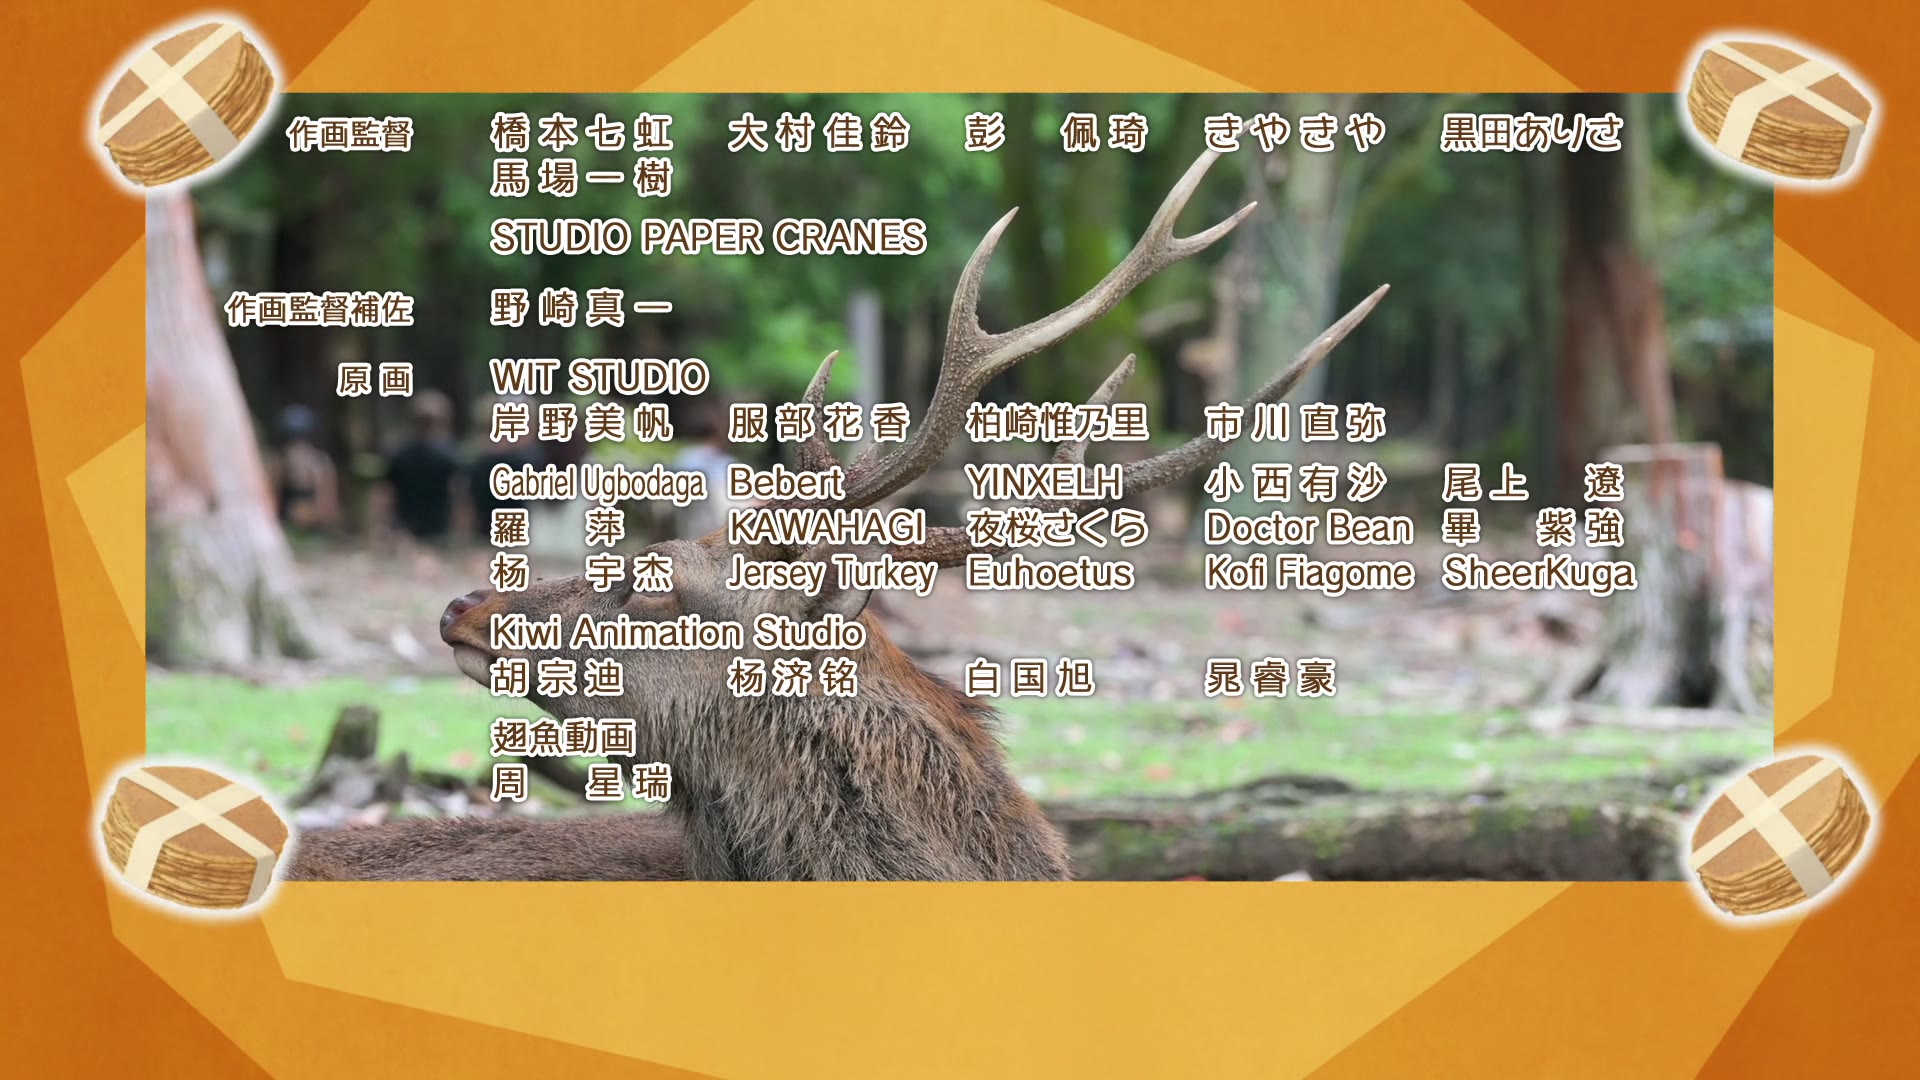 作画監督 橋本七虹 大村佳鈴 彭 佩琦 きやきや 黒田ありさ
馬場一樹
STUDIO PAPER CRANES
作画監督補佐 野崎真一
原画 WIT STUDIO
岸野美帆 服部花香 柏崎惟乃里 市川直弥
Gabriel Ugbodaga Bebert YINXELH 小西有沙 尾上 遼
羅 萍 KAWAHAGI 夜桜さくら Doctor Bean 畢 紫強
杨 宇杰 Jersey Turkey Euhoetus Kofi Fiagome SheerKuga
Kiwi Animation Studio
胡宗迪 杨济铭 白国旭 晁睿豪
翅魚動画
周 星瑞